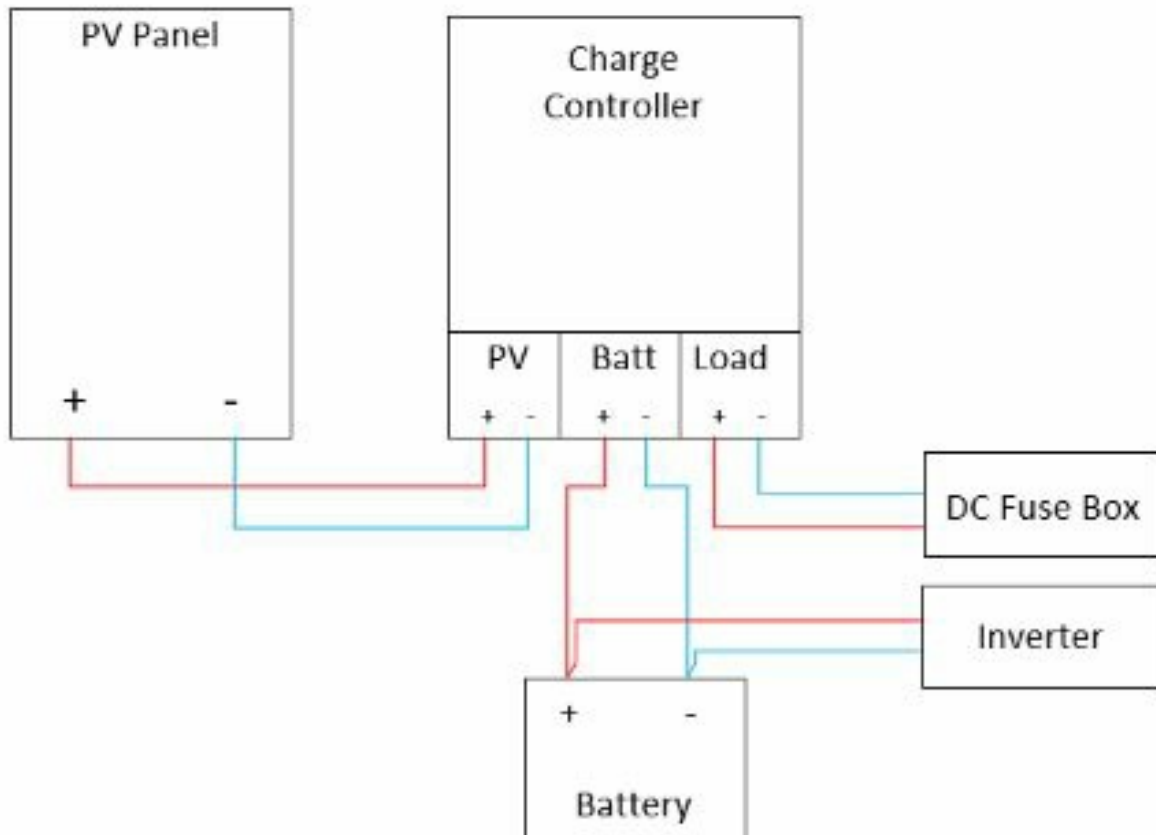 PV Panel
+ -
Charge
Controller
PV Batt Load
+ - + - + -
DC Fuse Box
Inverter
+ -
Battery